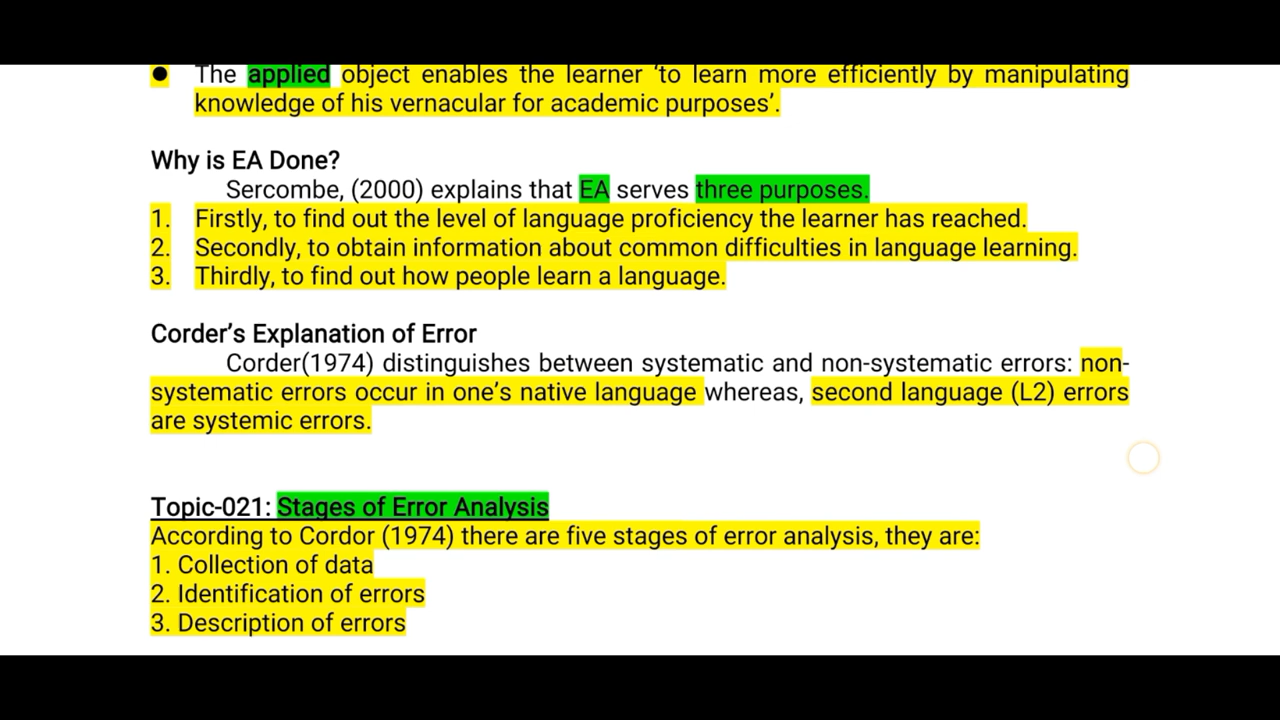 ● The applied object enables the learner ‘to learn more efficiently by manipulating
knowledge of his vernacular for academic purposes’.
Why is EA Done?
Sercombe, (2000) explains that EA serves three purposes.
1. Firstly, to find out the level of language proficiency the learner has reached.
2. Secondly, to obtain information about common difficulties in language learning.
3. Thirdly, to find out how people learn a language.
Corder’s Explanation of Error
Corder(1974) distinguishes between systematic and non-systematic errors: non-
systematic errors occur in one’s native language whereas, second language (L2) errors
are systemic errors.
Topic-021: Stages of Error Analysis
According to Cordor (1974) there are five stages of error analysis, they are:
1. Collection of data
2. Identification of errors
3. Description of errors